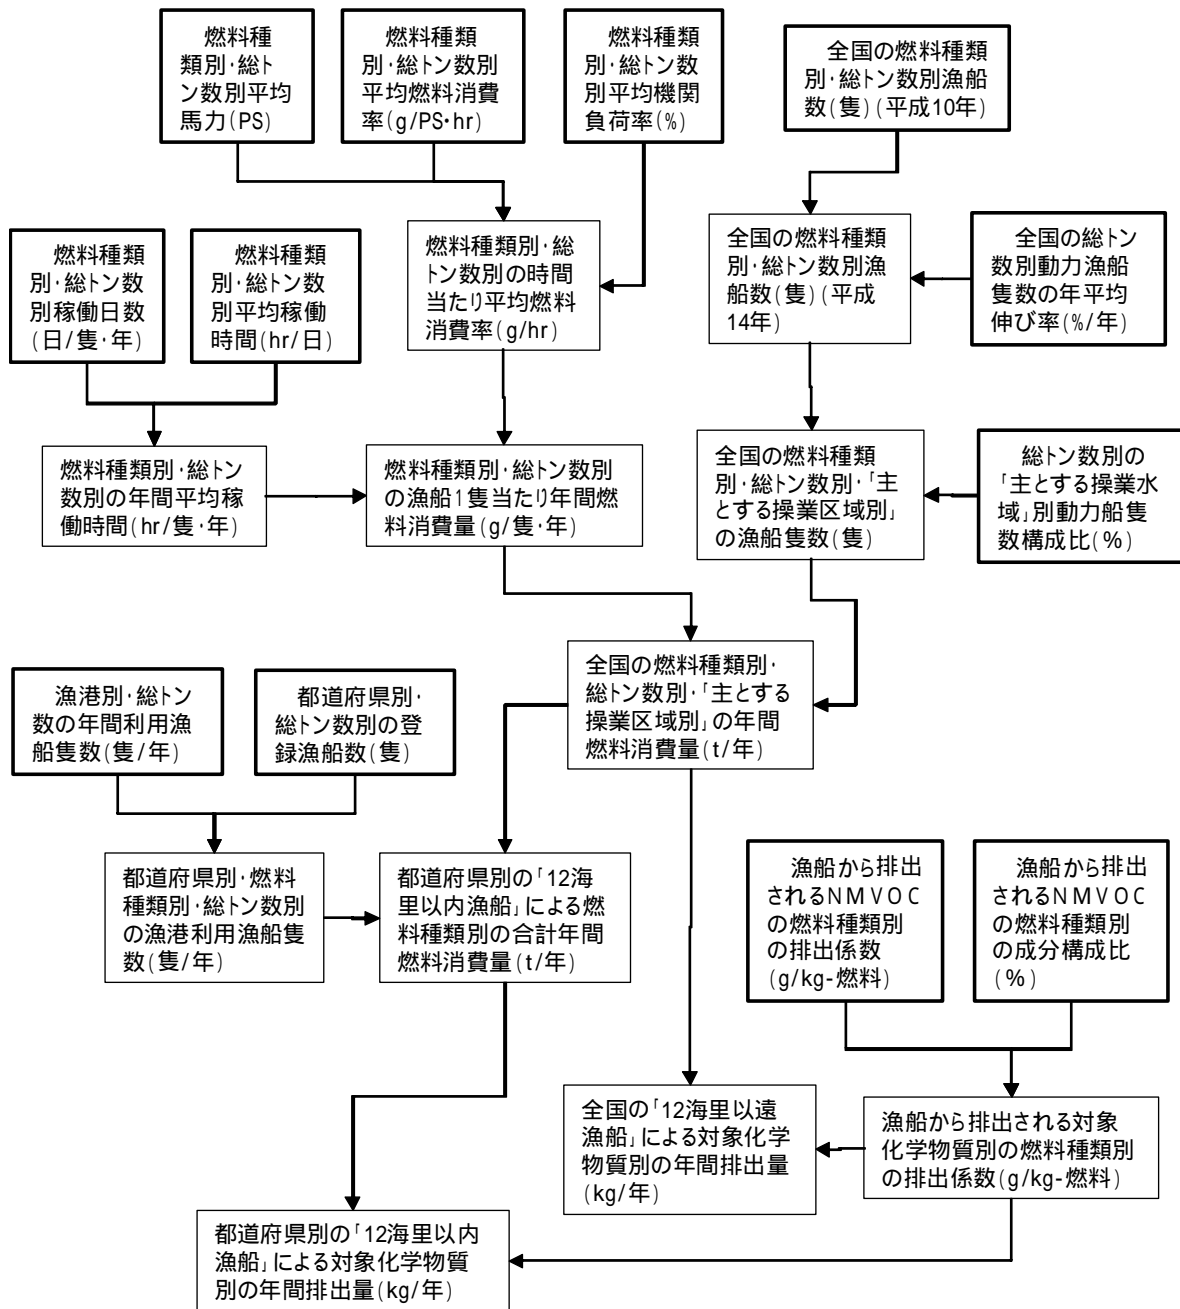 燃料種
類別・総ト
ン数別平均
馬力(PS)
燃料種類
別・総トン数別
平均燃料消費
率(g/PS・hr)
燃料種類
別・総トン数
別平均機関
負荷率(%)
全国の燃料種類
別・総トン数別漁船
数(隻)(平成10年)
燃料種類
別・総トン数
別稼働日数
(日/隻・年)
燃料種類
別・総トン数
別平均稼働
時間(hr/日)
燃料種類別・総
トン数別の時間
当たり平均燃料
消費率(g/hr)
全国の燃料種類
別・総トン数別漁
船数(隻)(平成
14年)
全国の総トン
数別動力漁船
隻数の年平均
伸び率(%/年)
燃料種類別・総トン
数別の年間平均稼
働時間(hr/隻・年)
燃料種類別・総トン数別
の漁船1隻当たり年間燃
料消費量(g/隻・年)
全国の燃料種類
別・総トン数別・「主
とする操業区域別」
の漁船隻数(隻)
総トン数別の
「主とする操業水
域」別動力船隻
数構成比(%)
漁港別・総トン
数の年間利用漁
船隻数(隻/年)
都道府県別・
総トン数別の登
録漁船数(隻)
全国の燃料種類別・
総トン数別・「主とする
操業区域別」の年間
燃料消費量(t/年)
都道府県別・燃料
種類別・総トン数別
の漁港利用漁船隻
数(隻/年)
都道府県別の「12海
里以内漁船」による燃
料種類別の合計年間
燃料消費量(t/年)
漁船から排出
されるNMVOC
の燃料種類別
の排出係数
(g/kg-燃料)
漁船から排出
されるNMVOC
の燃料種類別
の成分構成比
(%)
全国の「12海里以遠
漁船」による対象化学
物質別の年間排出量
(kg/年)
漁船から排出される対象
化学物質別の燃料種類別
の排出係数(g/kg-燃料)
都道府県別の「12海里以内
漁船」による対象化学物質
別の年間排出量(kg/年)